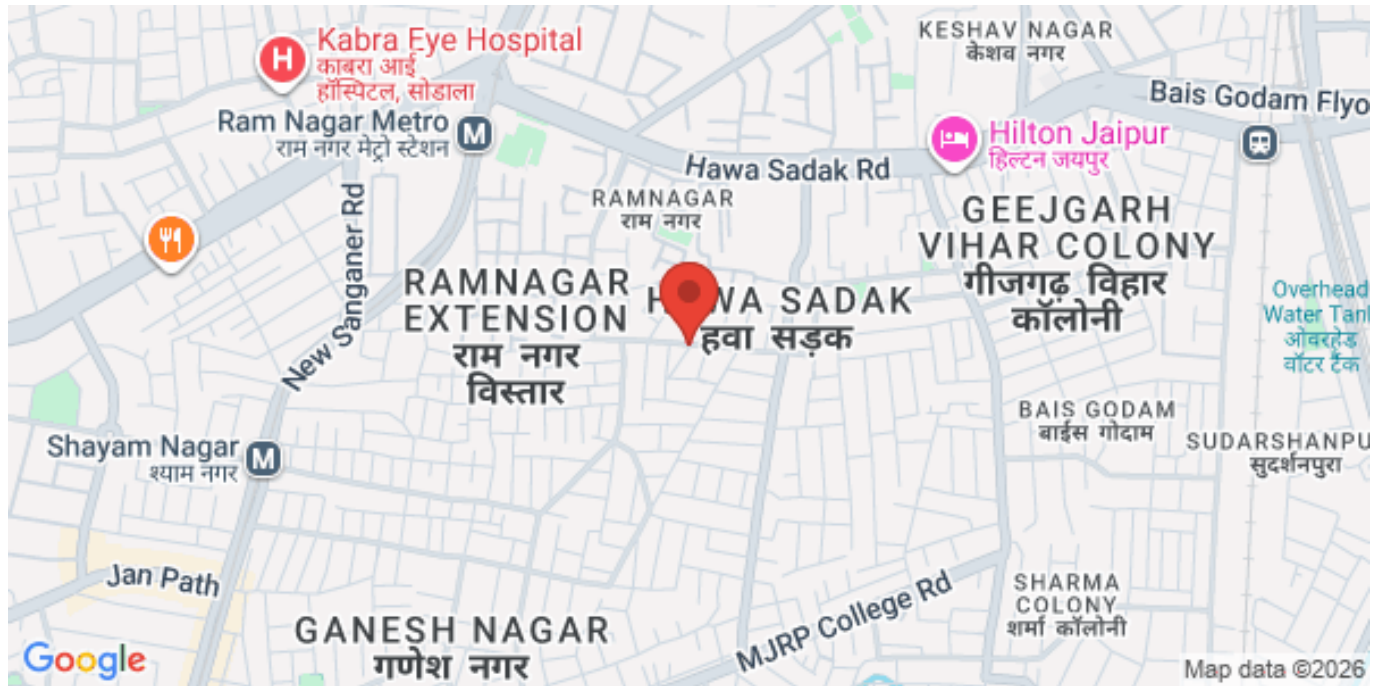 Kabra Eye Hospital
काबरा आई
हॉस्पिटल, सोडाला
KESHAV NAGAR
केशव नगर
Bais Godam Flyo
Ram Nagar Metro
राम नगर मेट्रो स्टेशन
Hilton Jaipur
हिल्टन जयपुर
Hawa Sadak Rd
RAMNAGAR
राम नगर
GEEJGARH
VIHAR COLONY
गीजगढ़ विहार
कॉलोनी
New Sanganer Rd
RAMNAGAR
EXTENSION
राम नगर
विस्तार
H WA SADAK
हवा सड़क
Overhead
Water Tank
ओवरहेड
वॉटर टैंक
BAIS GODAM
बाईस गोदाम
SUDARSHANPU
सुदर्शनपुरा
Shayam Nagar
श्याम नगर
Jan Path
SHARMA
COLONY
शर्मा कॉलोनी
MJRP College Rd
GANESH NAGAR
गणेश नगर
Google
Map data ©2026